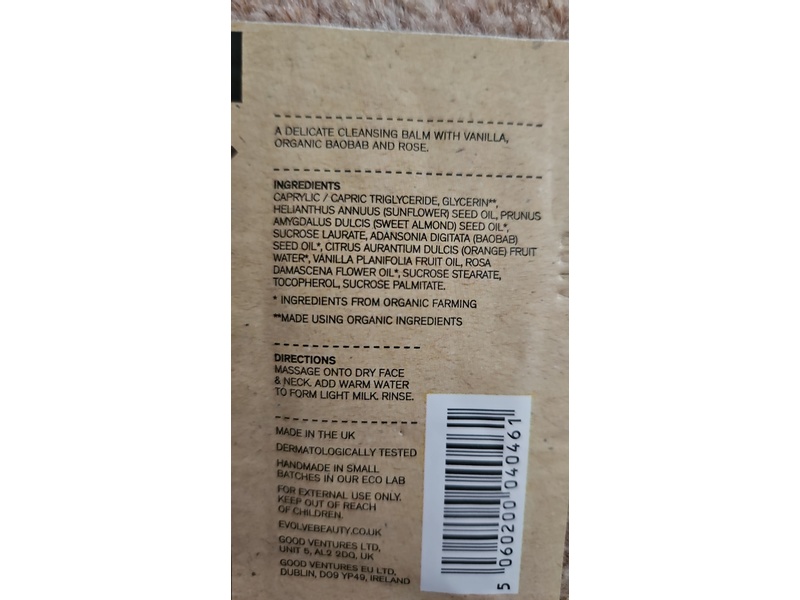 A DELICATE CLEANSING BALM WITH VANILLA,
ORGANIC BAOBAB AND ROSE.
INGREDIENTS
CAPRYLIC / CAPRIC TRIGLYCERIDE, GLYCERIN**,
HELIANTHUS ANNUUS (SUNFLOWER) SEED OIL, PRUNUS
AMYGDALUS DULCIS (SWEET ALMOND) SEED OIL*,
SUCROSE LAURATE, ADANSONIA DIGITATA (BAOBAB)
SEED OIL*, CITRUS AURANTIUM DULCIS (ORANGE) FRUIT
WATER*, VANILLA PLANIFOLIA FRUIT OIL, ROSA
DAMASCENA FLOWER OIL*, SUCROSE STEARATE,
TOCOPHEROL, SUCROSE PALMITATE.
* INGREDIENTS FROM ORGANIC FARMING
**MADE USING ORGANIC INGREDIENTS
DIRECTIONS
MASSAGE ONTO DRY FACE
& NECK. ADD WARM WATER
TO FORM LIGHT MILK. RINSE.
MADE IN THE UK
DERMATOLOGICALLY TESTED
HANDMADE IN SMALL
BATCHES IN OUR ECO LAB
FOR EXTERNAL USE ONLY.
KEEP OUT OF REACH
OF CHILDREN.
EVOLVEBEAUTY.CO.UK
GOOD VENTURES LTD,
UNIT 5, AL2 2DQ, UK
GOOD VENTURES EU LTD,
DUBLIN, D09 YP49, IRELAND
5 060200 040461